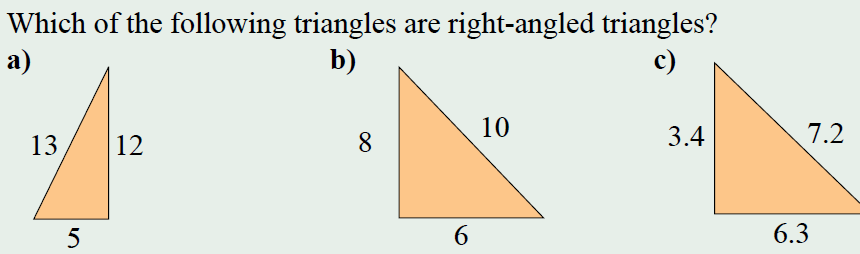 Which of the following triangles are right-angled triangles?
a) b) c)
13 12 8 10 3.4 7.2
5 6 6.3